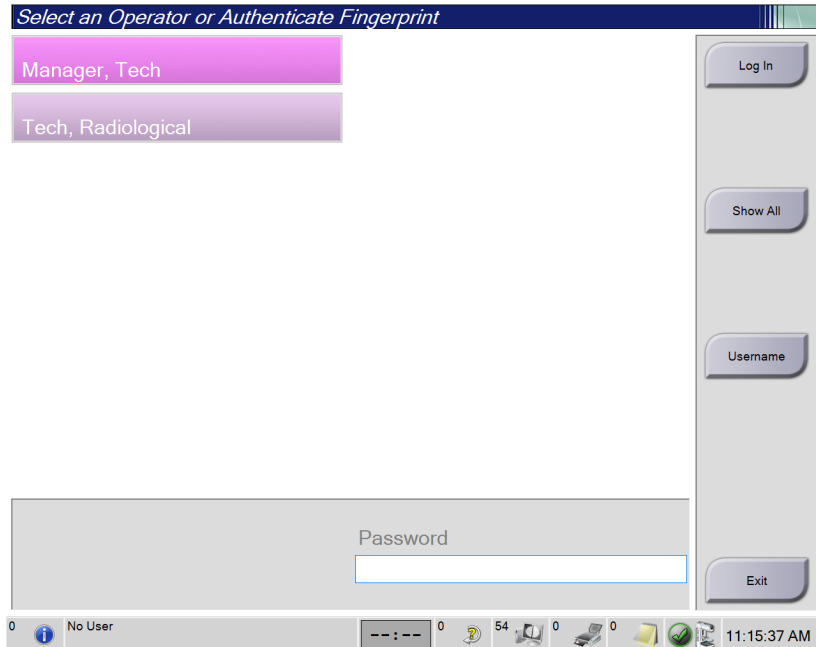 Select an Operator or Authenticate Fingerprint
Manager, Tech
Log In
Tech, Radiological
Show All
Username
Password
Exit
0
No User
--:--
0
54
0
0
11:15:37 AM